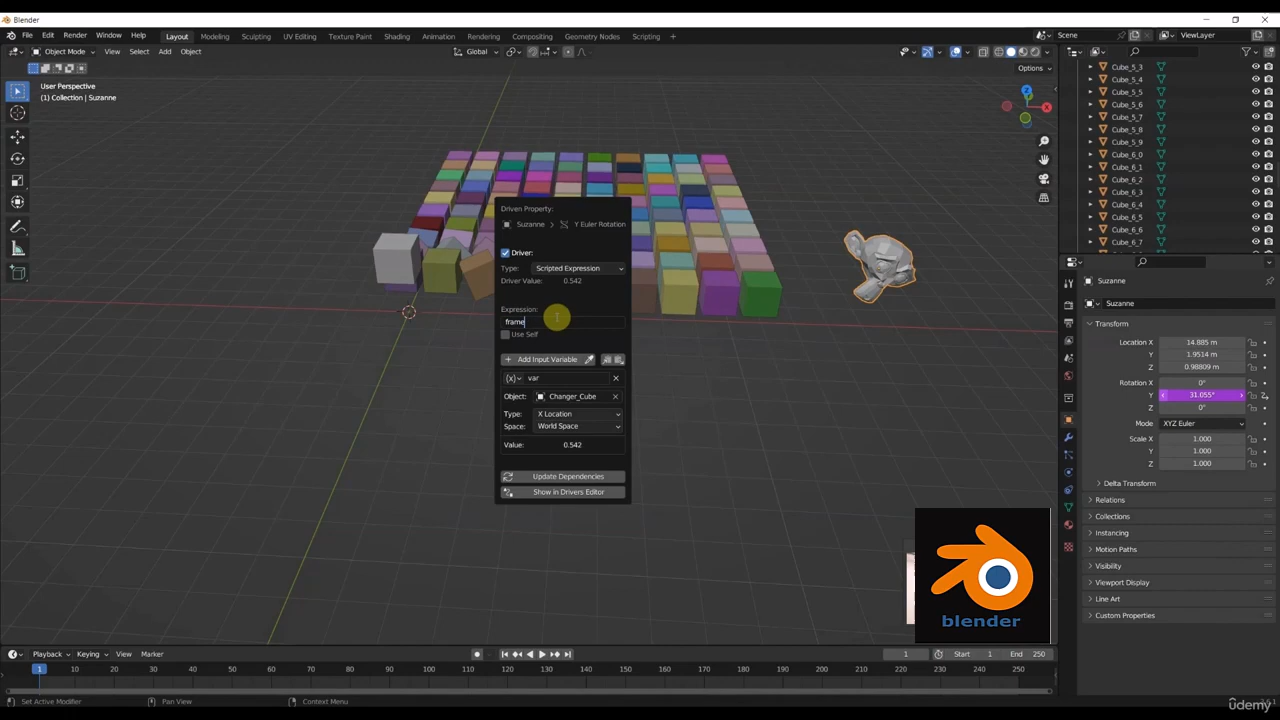 Blender
File Edit Render Window Help
Layout Modeling Sculpting UV Editing Texture Paint Shading Animation Rendering Compositing Geometry Nodes Scripting +
Scene
ViewLayer
Object Mode
View Select Add Object
Global
Options
User Perspective
(1) Collection | Suzanne
X
Z
Cube_5_3
Cube_5_4
Cube_5_5
Cube_5_6
Cube_5_7
Cube_5_8
Cube_5_9
Cube_6_0
Cube_6_1
Cube_6_2
Cube_6_3
Cube_6_4
Cube_6_5
Cube_6_6
Cube_6_7
Driven Property:
Suzanne > Y Euler Rotation
Driver:
Type: Scripted Expression
Driver Value: 0.542
Expression:
frame
Use Self
+ Add Input Variable
(x) var
Object: Changer_Cube
Type: X Location
Space: World Space
Value: 0.542
Update Dependencies
Show in Drivers Editor
Suzanne
Suzanne
Transform
Location X 14.885 m
Y 1.9514 m
Z 0.98809 m
Rotation X 0°
Y 31.055°
Z 0°
Mode XYZ Euler
Scale X 1.000
Y 1.000
Z 1.000
Delta Transform
Relations
Collections
Instancing
Motion Paths
Visibility
Viewport Display
Line Art
Custom Properties
blender
Playback Keying View Marker
1 Start 1 End 250
1 10 20 30 40 50 60 70 80 90 100 110 120 130 140 150 160 170 180 190 200 210 220 230 240 250
Set Active Modifier Pan View Context Menu
udemy